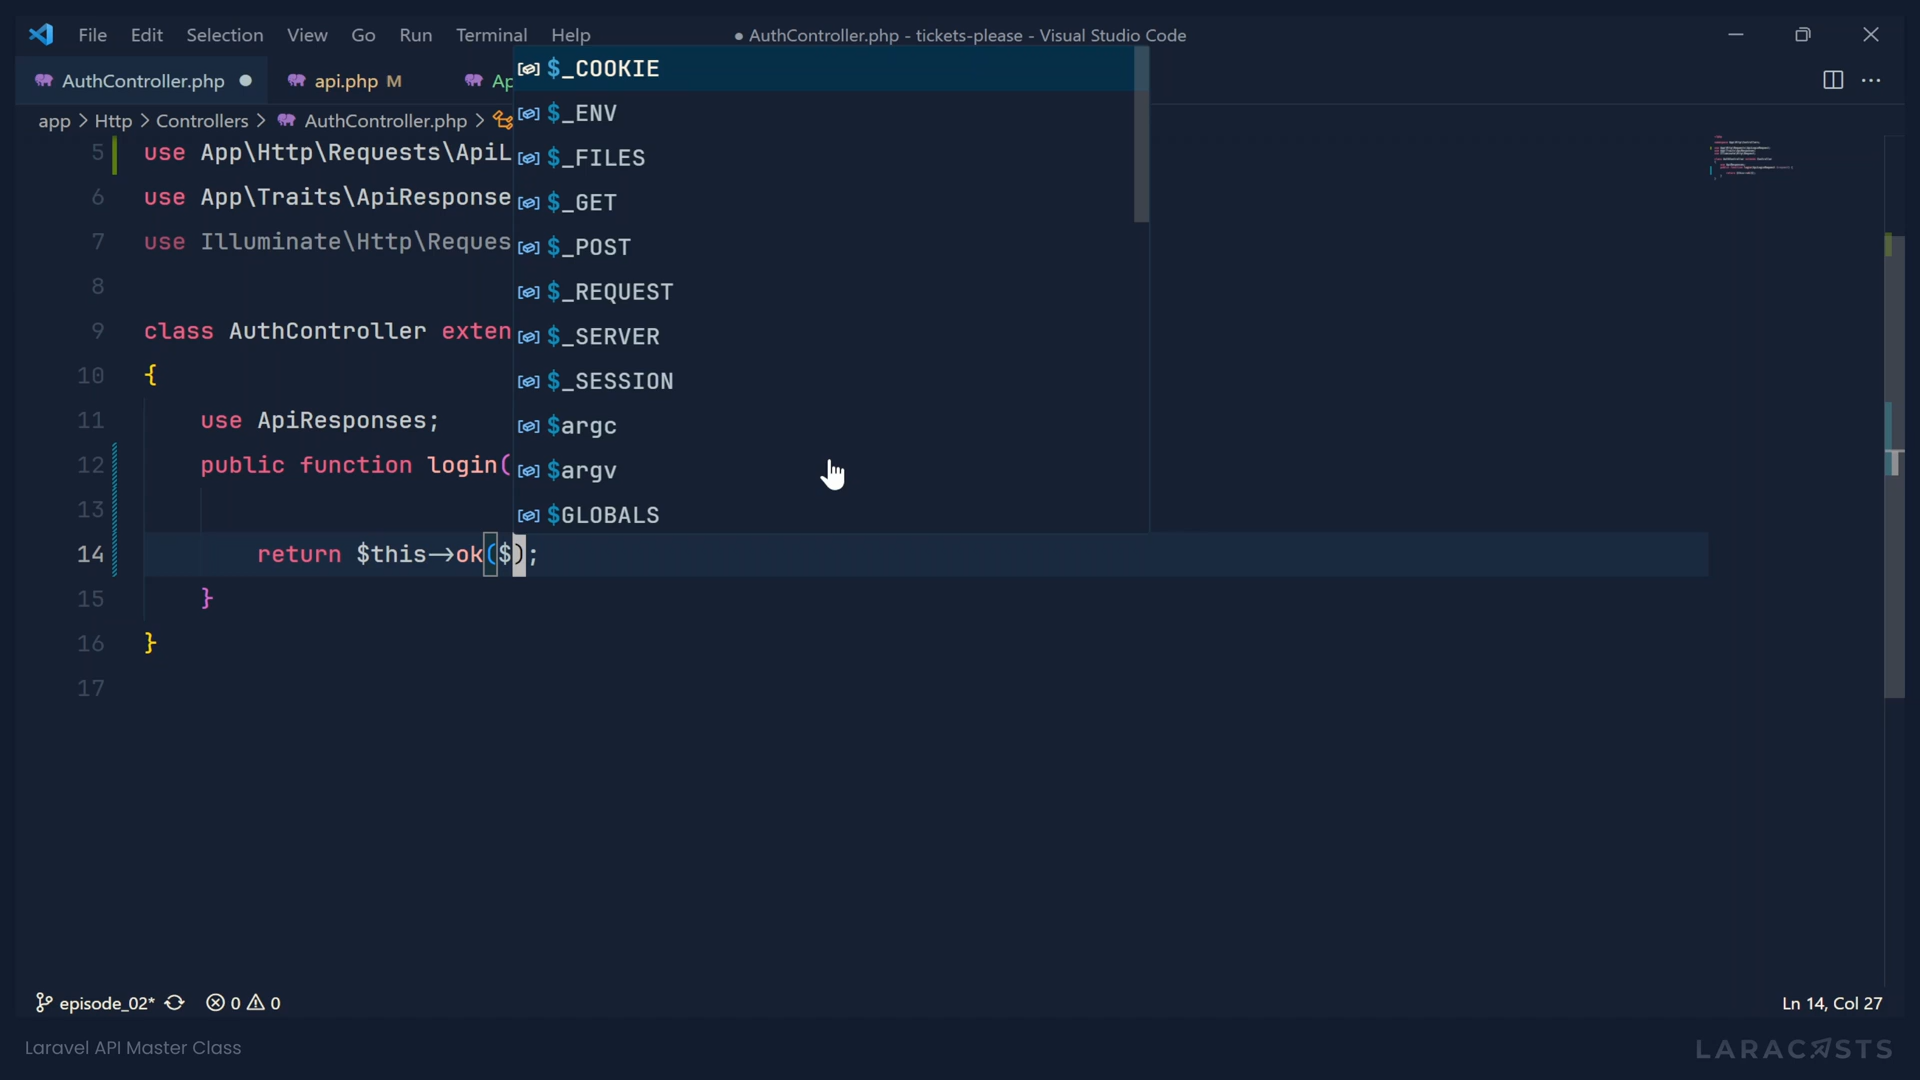 File Edit Selection View Go Run Terminal Help
● AuthController.php - tickets-please - Visual Studio Code
AuthController.php ● api.php M Ap
app > Http > Controllers > AuthController.php >
5 use App\Http\Requests\ApiL
6 use App\Traits\ApiResponse
7 use Illuminate\Http\Reques
8
9 class AuthController exten
10 {
11 use ApiResponses;
12 public function login(
13
14 return $this->ok($);
15 }
16 }
17
$_COOKIE
$_ENV
$_FILES
$_GET
$_POST
$_REQUEST
$_SERVER
$_SESSION
$argc
$argv
$GLOBALS
episode_02* 0 0
Ln 14, Col 27
Laravel API Master Class
LARACASTS